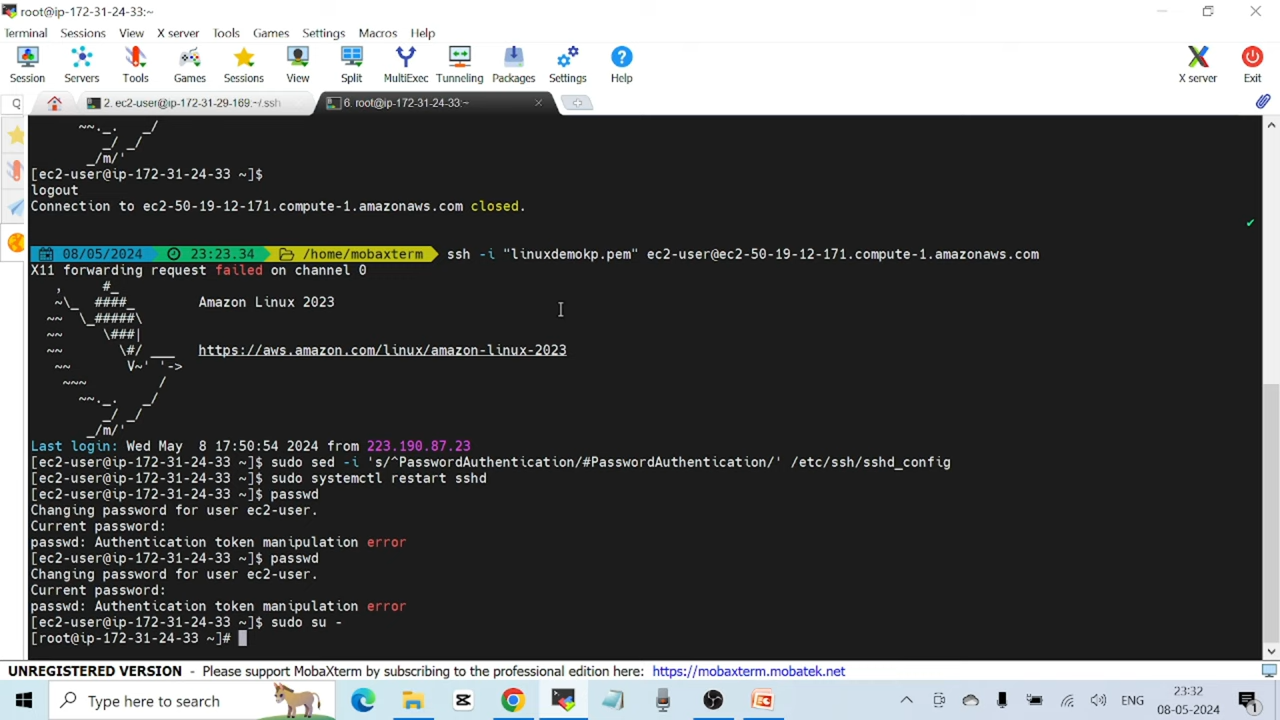 root@ip-172-31-24-33:~
Terminal Sessions View X server Tools Games Settings Macros Help
Session Servers Tools Games Sessions View Split MultiExec Tunneling Packages Settings Help X server Exit
2. ec2-user@ip-172-31-29-169:~/.ssh 6. root@ip-172-31-24-33:~
~~._. _/
_/ _/
_/m/'
[ec2-user@ip-172-31-24-33 ~]$
logout
Connection to ec2-50-19-12-171.compute-1.amazonaws.com closed.
08/05/2024 23:23.34 /home/mobaxterm ssh -i "linuxdemokp.pem" ec2-user@ec2-50-19-12-171.compute-1.amazonaws.com
X11 forwarding request failed on channel 0
, #_
~\_ ####_ Amazon Linux 2023
~~ \_#####\
~~ \###|
~~ \#/ ___ https://aws.amazon.com/linux/amazon-linux-2023
~~ V~' '->
~~~ /
~~._. _/
_/ _/
_/m/'
Last login: Wed May 8 17:50:54 2024 from 223.190.87.23
[ec2-user@ip-172-31-24-33 ~]$ sudo sed -i 's/^PasswordAuthentication/#PasswordAuthentication/' /etc/ssh/sshd_config
[ec2-user@ip-172-31-24-33 ~]$ sudo systemctl restart sshd
[ec2-user@ip-172-31-24-33 ~]$ passwd
Changing password for user ec2-user.
Current password:
passwd: Authentication token manipulation error
[ec2-user@ip-172-31-24-33 ~]$ passwd
Changing password for user ec2-user.
Current password:
passwd: Authentication token manipulation error
[ec2-user@ip-172-31-24-33 ~]$ sudo su -
[root@ip-172-31-24-33 ~]#
UNREGISTERED VERSION - Please support MobaXterm by subscribing to the professional edition here: https://mobaxterm.mobatek.net
Type here to search
ENG
23:32
08-05-2024